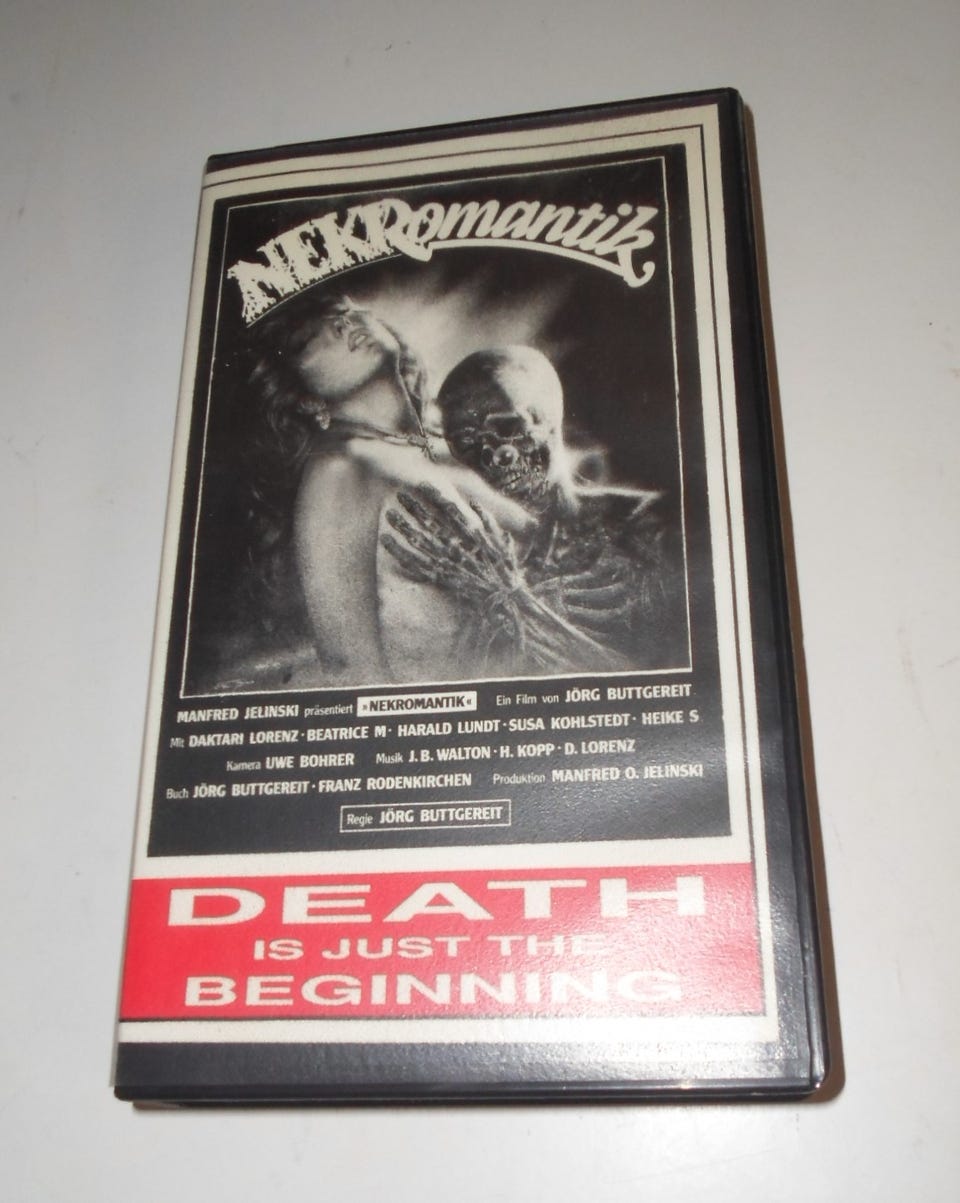 NEKRomantik
MANFRED JELINSKI präsentiert »NEKROMANTIK« Ein Film von JÖRG BUTTGEREIT
Mit DAKTARI LORENZ · BEATRICE M · HARALD LUNDT · SUSA KOHLSTEDT · HEIKE S
Kamera UWE BOHRER Musik J. B. WALTON · H. KOPP · D. LORENZ
Buch JÖRG BUTTGEREIT · FRANZ RODENKIRCHEN Produktion MANFRED O. JELINSKI
Regie JÖRG BUTTGEREIT
DEATH
IS JUST THE
BEGINNING